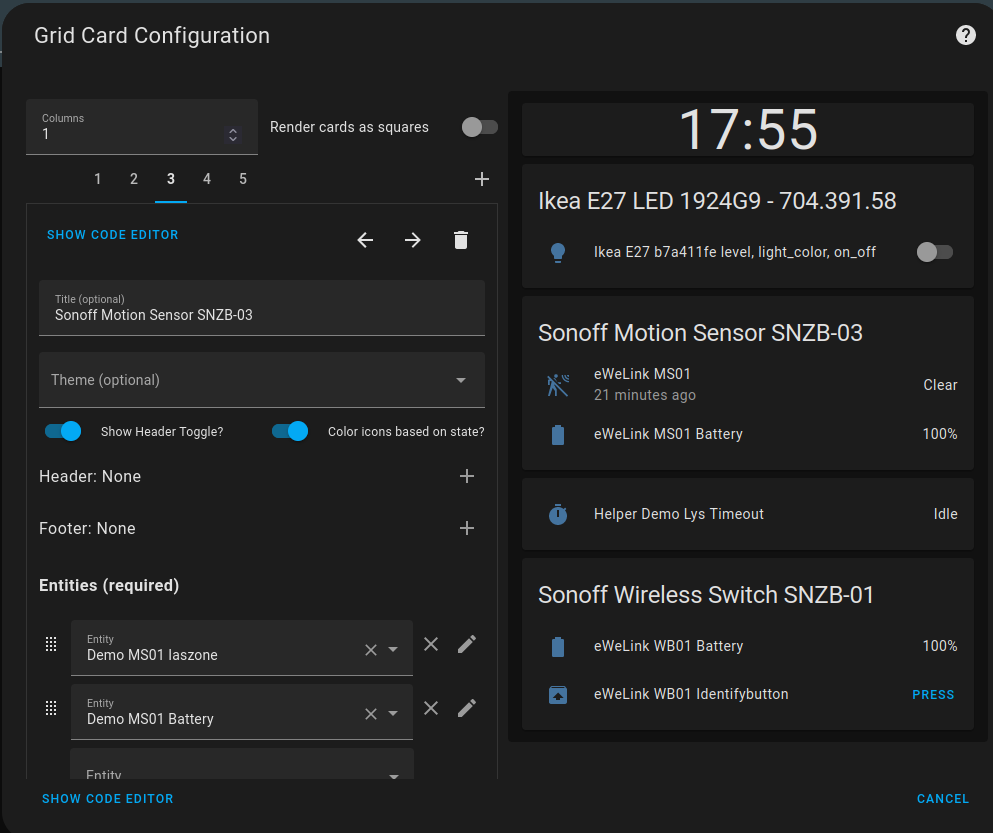 Grid Card Configuration
?
Columns
1
Render cards as squares
1 2 3 4 5
SHOW CODE EDITOR
Title (optional)
Sonoff Motion Sensor SNZB-03
Theme (optional)
Show Header Toggle?
Color icons based on state?
Header: None
Footer: None
Entities (required)
Entity
Demo MS01 Iaszone
Entity
Demo MS01 Battery
Entity
17:55
Ikea E27 LED 1924G9 - 704.391.58
Ikea E27 b7a411fe level, light_color, on_off
Sonoff Motion Sensor SNZB-03
eWeLink MS01
21 minutes ago
Clear
eWeLink MS01 Battery 100%
Helper Demo Lys Timeout Idle
Sonoff Wireless Switch SNZB-01
eWeLink WB01 Battery 100%
eWeLink WB01 Identifybutton PRESS
SHOW CODE EDITOR
CANCEL